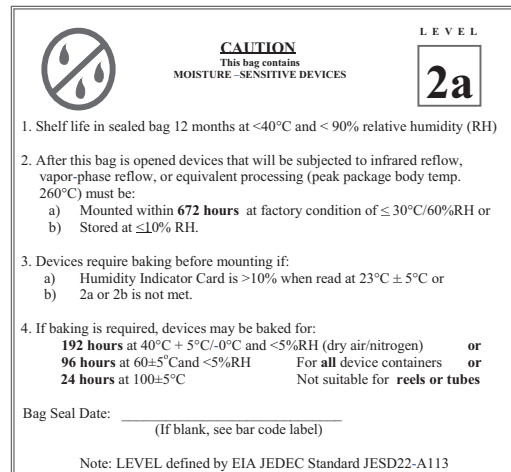 L E V E L
CAUTION
This bag contains
MOISTURE –SENSITIVE DEVICES
2a
1. Shelf life in sealed bag 12 months at <40°C and < 90% relative humidity (RH)
2. After this bag is opened devices that will be subjected to infrared reflow,
vapor-phase reflow, or equivalent processing (peak package body temp.
260°C) must be:
a) Mounted within 672 hours at factory condition of ≤ 30°C/60%RH or
b) Stored at ≤10% RH.
3. Devices require baking before mounting if:
a) Humidity Indicator Card is >10% when read at 23°C ± 5°C or
b) 2a or 2b is not met.
4. If baking is required, devices may be baked for:
192 hours at 40°C + 5°C/-0°C and <5%RH (dry air/nitrogen) or
96 hours at 60±5°Cand <5%RH For all device containers or
24 hours at 100±5°C Not suitable for reels or tubes
Bag Seal Date: ______________________________
(If blank, see bar code label)
Note: LEVEL defined by EIA JEDEC Standard JESD22-A113